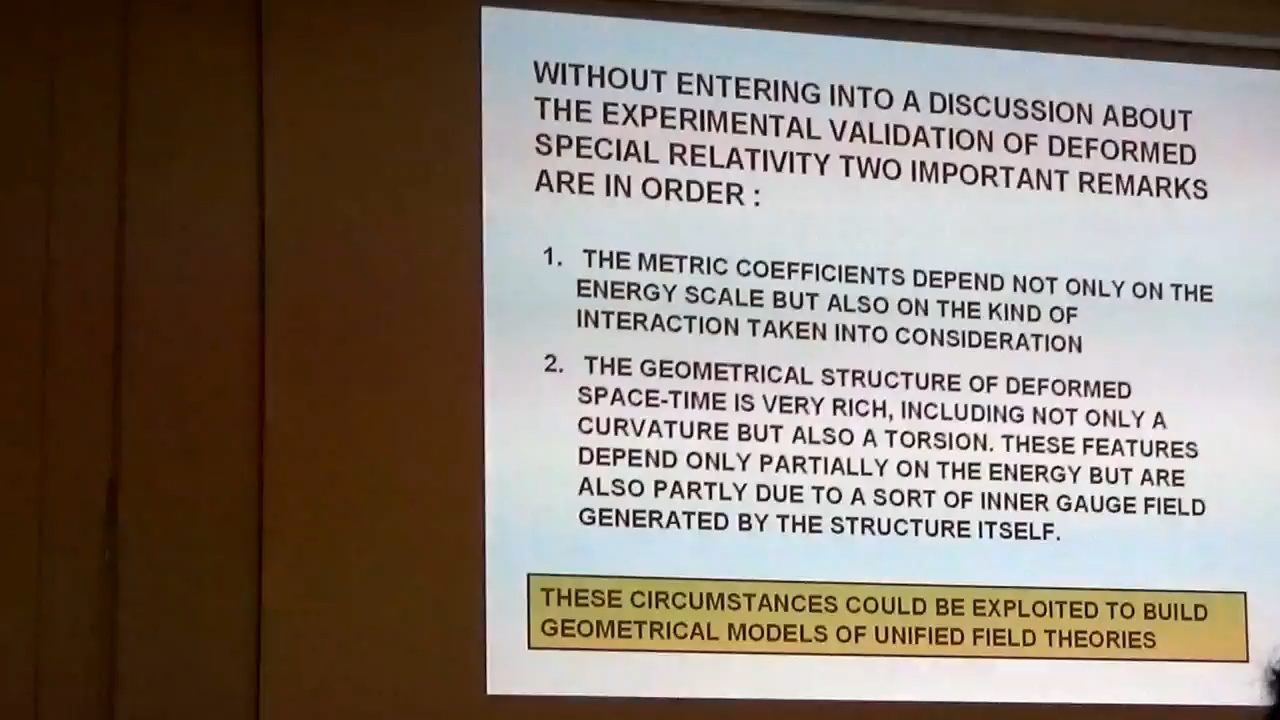 WITHOUT ENTERING INTO A DISCUSSION ABOUT
THE EXPERIMENTAL VALIDATION OF DEFORMED
SPECIAL RELATIVITY TWO IMPORTANT REMARKS
ARE IN ORDER :
1. THE METRIC COEFFICIENTS DEPEND NOT ONLY ON THE
ENERGY SCALE BUT ALSO ON THE KIND OF
INTERACTION TAKEN INTO CONSIDERATION
2. THE GEOMETRICAL STRUCTURE OF DEFORMED
SPACE-TIME IS VERY RICH, INCLUDING NOT ONLY A
CURVATURE BUT ALSO A TORSION. THESE FEATURES
DEPEND ONLY PARTIALLY ON THE ENERGY BUT ARE
ALSO PARTLY DUE TO A SORT OF INNER GAUGE FIELD
GENERATED BY THE STRUCTURE ITSELF.
THESE CIRCUMSTANCES COULD BE EXPLOITED TO BUILD
GEOMETRICAL MODELS OF UNIFIED FIELD THEORIES